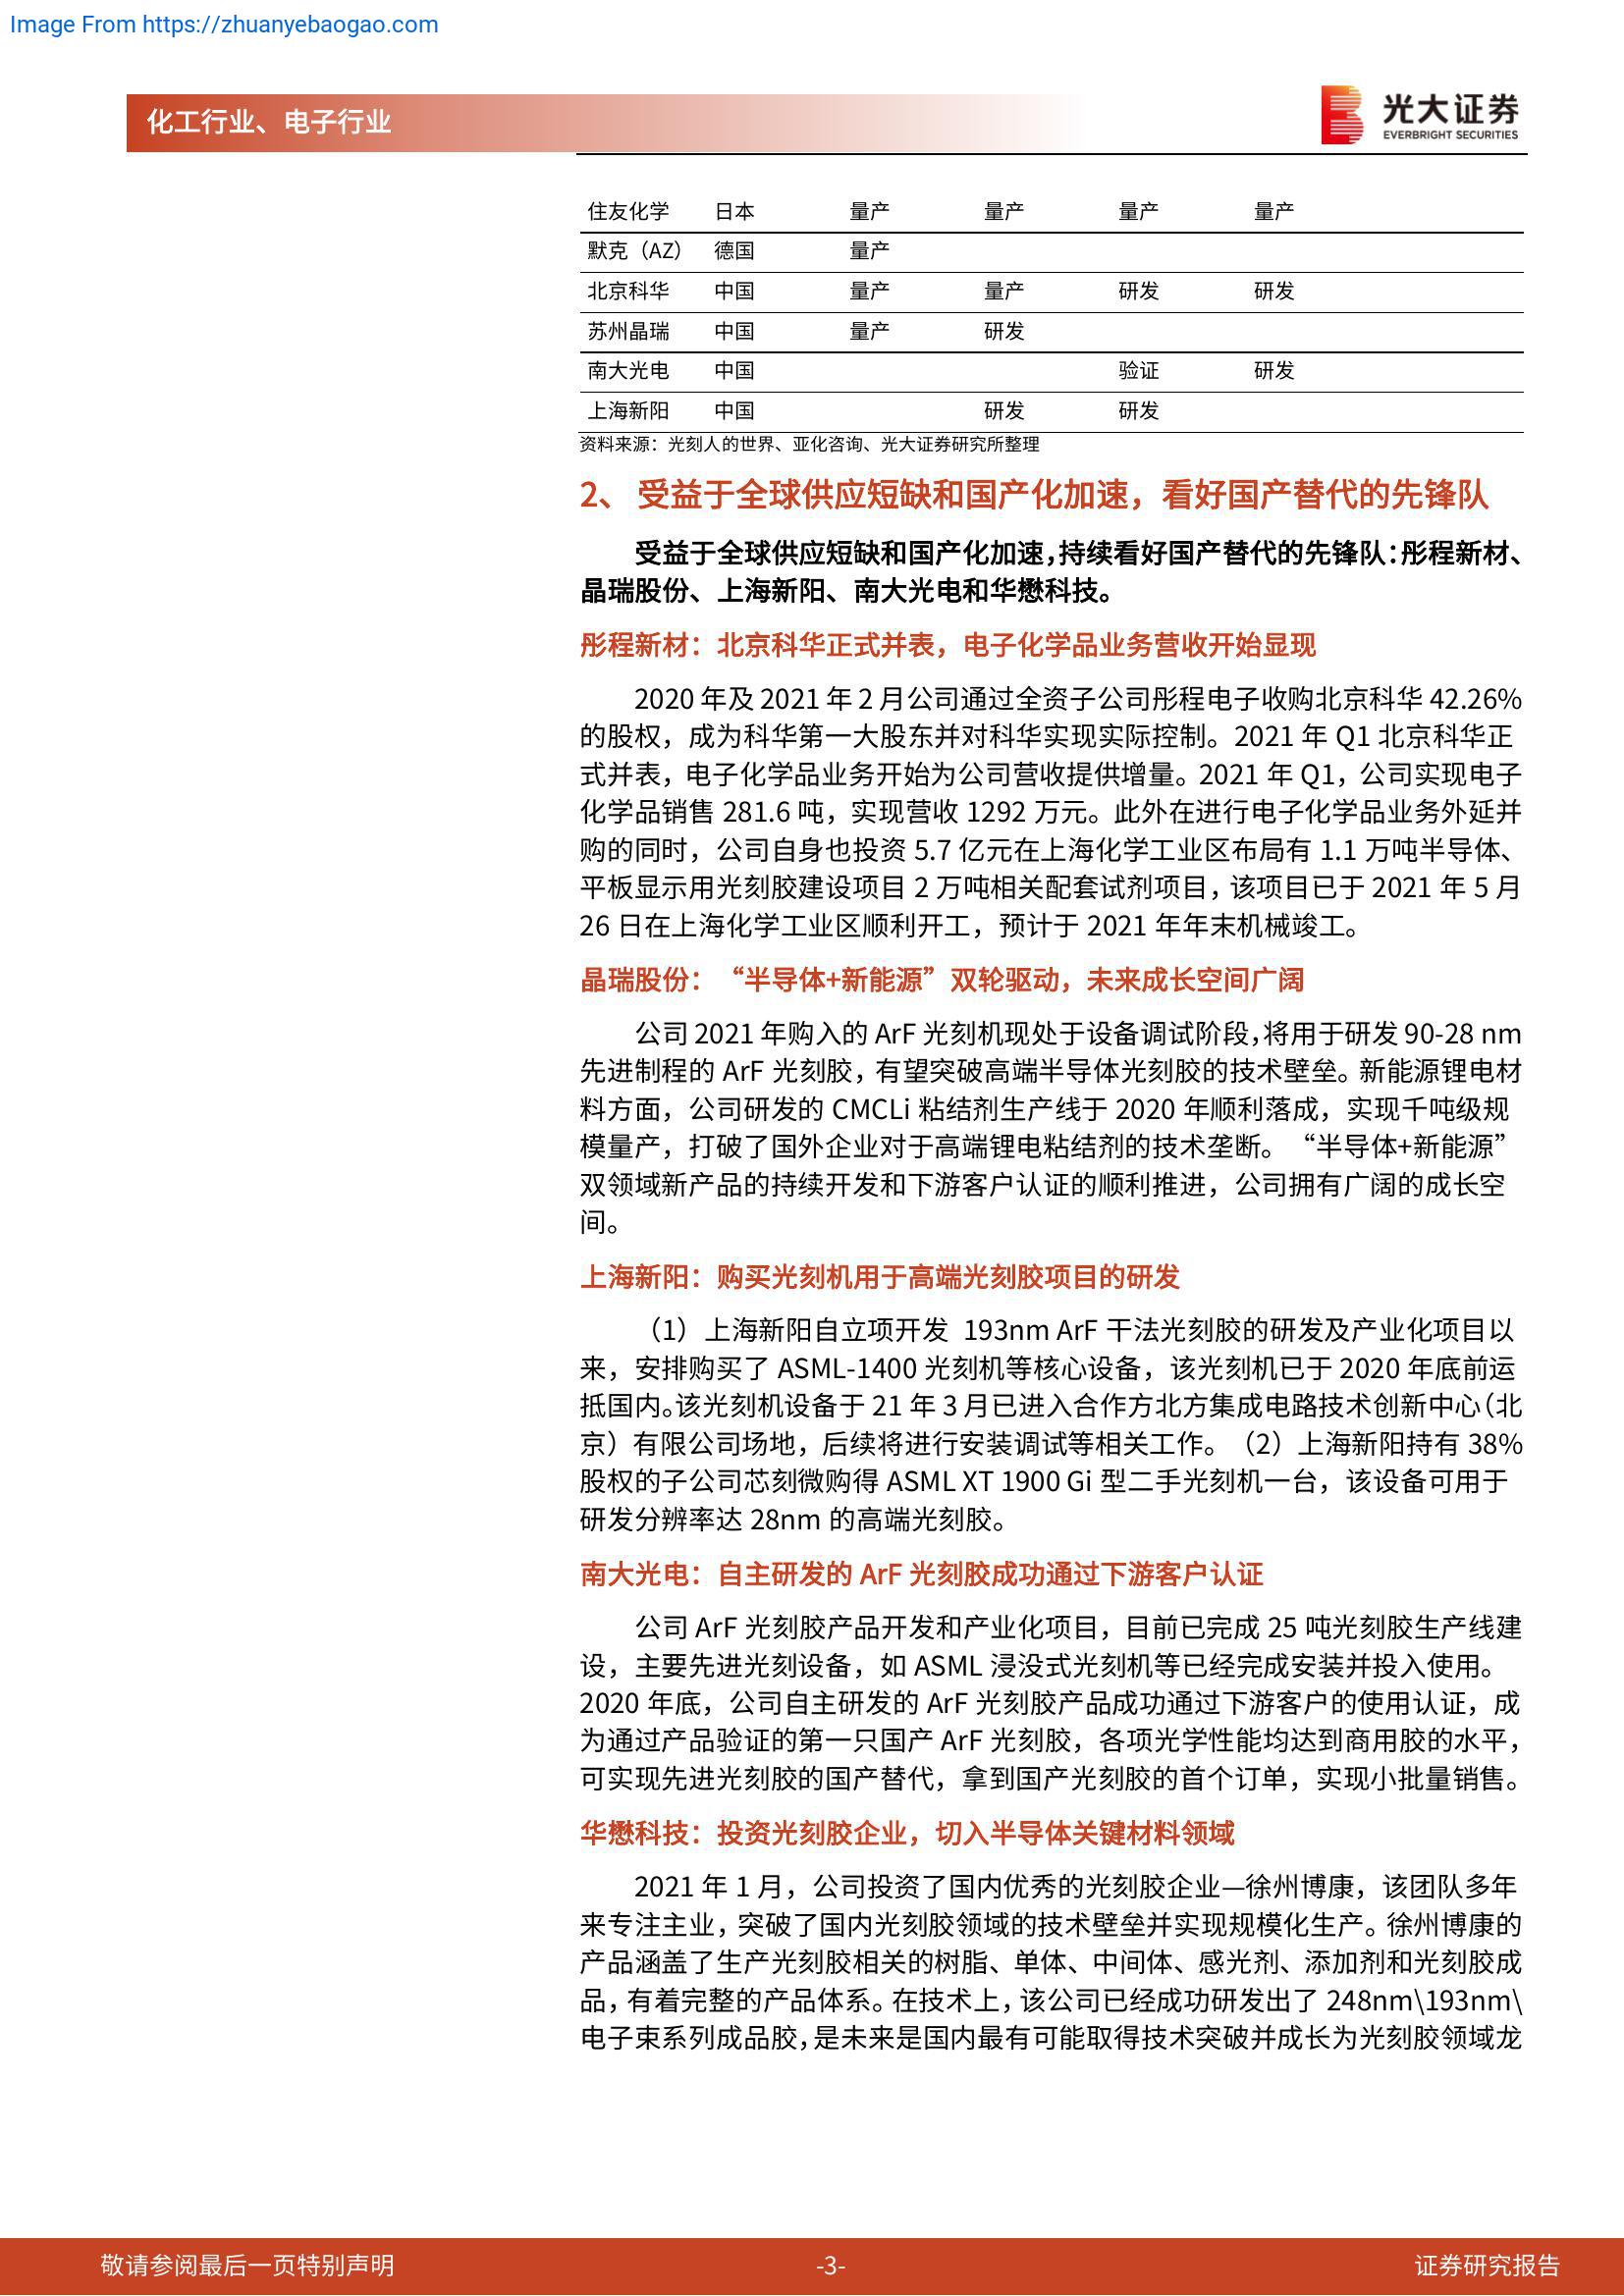 Image From https://zhuanyebaogao.com
化工行业、电子行业
光大证券
EVERBRIGHT SECURITIES
住友化学 日本 量产 量产 量产 量产
默克（AZ） 德国 量产
北京科华 中国 量产 量产 研发 研发
苏州晶瑞 中国 量产 研发
南大光电 中国 验证 研发
上海新阳 中国 研发 研发
资料来源：光刻人的世界、亚化咨询、光大证券研究所整理
2、 受益于全球供应短缺和国产化加速，看好国产替代的先锋队
受益于全球供应短缺和国产化加速，持续看好国产替代的先锋队：彤程新材、
晶瑞股份、上海新阳、南大光电和华懋科技。
彤程新材：北京科华正式并表，电子化学品业务营收开始显现
2020 年及 2021 年 2 月公司通过全资子公司彤程电子收购北京科华 42.26%
的股权，成为科华第一大股东并对科华实现实际控制。2021 年 Q1 北京科华正
式并表，电子化学品业务开始为公司营收提供增量。2021 年 Q1，公司实现电子
化学品销售 281.6 吨，实现营收 1292 万元。此外在进行电子化学品业务外延并
购的同时，公司自身也投资 5.7 亿元在上海化学工业区布局有 1.1 万吨半导体、
平板显示用光刻胶建设项目 2 万吨相关配套试剂项目，该项目已于 2021 年 5 月
26 日在上海化学工业区顺利开工，预计于 2021 年年末机械竣工。
晶瑞股份：“半导体+新能源”双轮驱动，未来成长空间广阔
公司 2021 年购入的 ArF 光刻机现处于设备调试阶段，将用于研发 90-28 nm
先进制程的 ArF 光刻胶，有望突破高端半导体光刻胶的技术壁垒。新能源锂电材
料方面，公司研发的 CMCLi 粘结剂生产线于 2020 年顺利落成，实现千吨级规
模量产，打破了国外企业对于高端锂电粘结剂的技术垄断。“半导体+新能源”
双领域新产品的持续开发和下游客户认证的顺利推进，公司拥有广阔的成长空
间。
上海新阳：购买光刻机用于高端光刻胶项目的研发
（1）上海新阳自立项开发 193nm ArF 干法光刻胶的研发及产业化项目以
来，安排购买了 ASML-1400 光刻机等核心设备，该光刻机已于 2020 年底前运
抵国内。该光刻机设备于 21 年 3 月已进入合作方北方集成电路技术创新中心（北
京）有限公司场地，后续将进行安装调试等相关工作。（2）上海新阳持有 38%
股权的子公司芯刻微购得 ASML XT 1900 Gi 型二手光刻机一台，该设备可用于
研发分辨率达 28nm 的高端光刻胶。
南大光电：自主研发的 ArF 光刻胶成功通过下游客户认证
公司 ArF 光刻胶产品开发和产业化项目，目前已完成 25 吨光刻胶生产线建
设，主要先进光刻设备，如 ASML 浸没式光刻机等已经完成安装并投入使用。
2020 年底，公司自主研发的 ArF 光刻胶产品成功通过下游客户的使用认证，成
为通过产品验证的第一只国产 ArF 光刻胶，各项光学性能均达到商用胶的水平，
可实现先进光刻胶的国产替代，拿到国产光刻胶的首个订单，实现小批量销售。
华懋科技：投资光刻胶企业，切入半导体关键材料领域
2021 年 1 月，公司投资了国内优秀的光刻胶企业—徐州博康，该团队多年
来专注主业，突破了国内光刻胶领域的技术壁垒并实现规模化生产。徐州博康的
产品涵盖了生产光刻胶相关的树脂、单体、中间体、感光剂、添加剂和光刻胶成
品，有着完整的产品体系。在技术上，该公司已经成功研发出了 248nm\193nm\
电子束系列成品胶，是未来是国内最有可能取得技术突破并成长为光刻胶领域龙
敬请参阅最后一页特别声明 -3- 证券研究报告